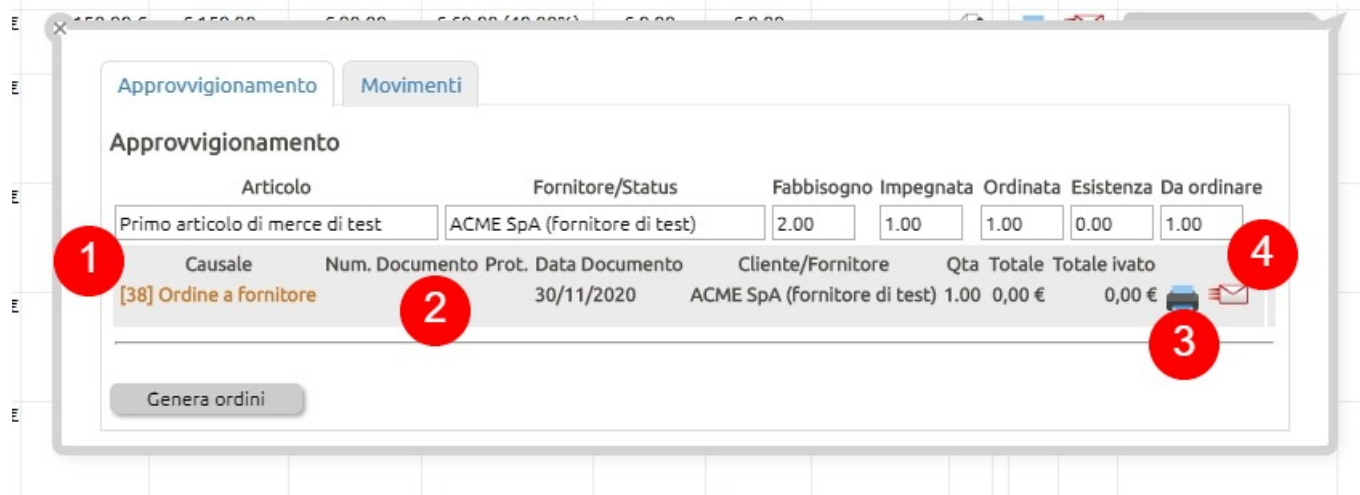 €
×
Approvvigionamento Movimenti
€
Approvvigionamento
Articolo Fornitore/Status Fabbisogno Impegnata Ordinata Esistenza Da ordinare
€
Primo articolo di merce di test ACME SpA (fornitore di test) 2.00 1.00 1.00 0.00 1.00
1 4
Causale Num. Documento Prot. Data Documento Cliente/Fornitore Qta Totale Totale ivato
[38] Ordine a fornitore 2 30/11/2020 ACME SpA (fornitore di test) 1.00 0,00 € 0,00 €
€
3
Genera ordini
€